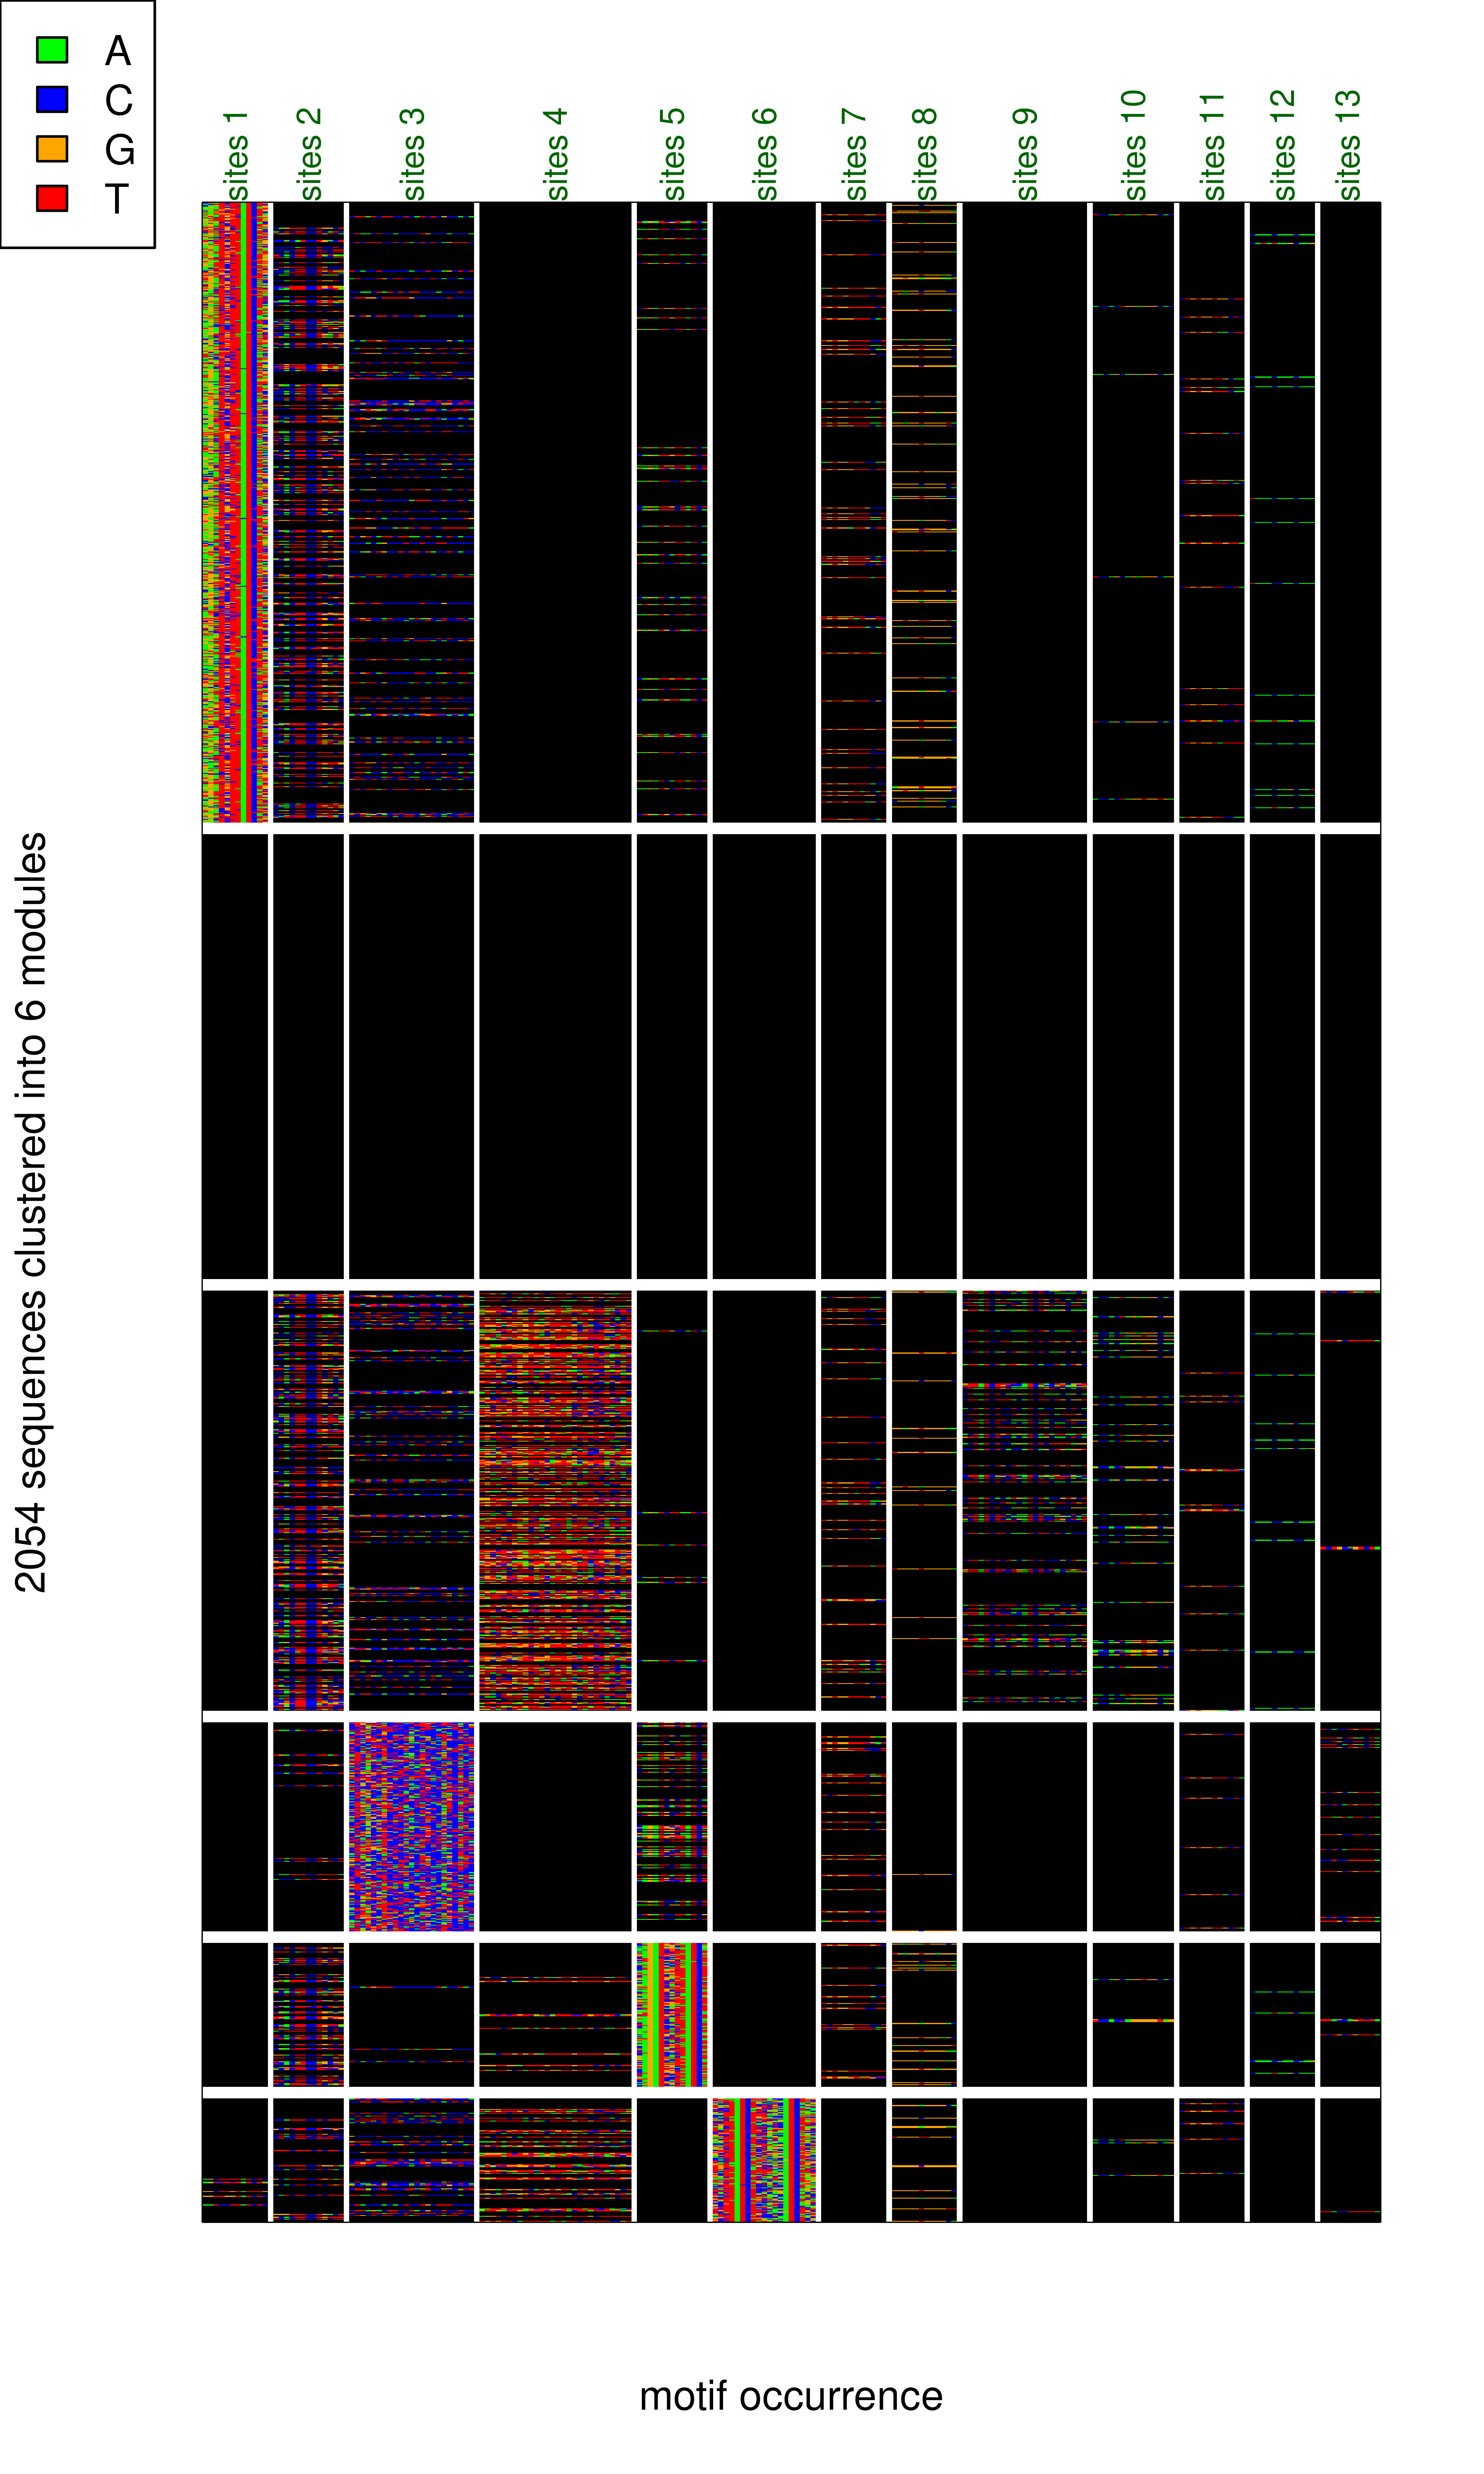 A
C
G
T
sites 1
sites 2
sites 3
sites 4
sites 5
sites 6
sites 7
sites 8
sites 9
sites 10
sites 11
sites 12
sites 13
2054 sequences clustered into 6 modules
motif occurrence